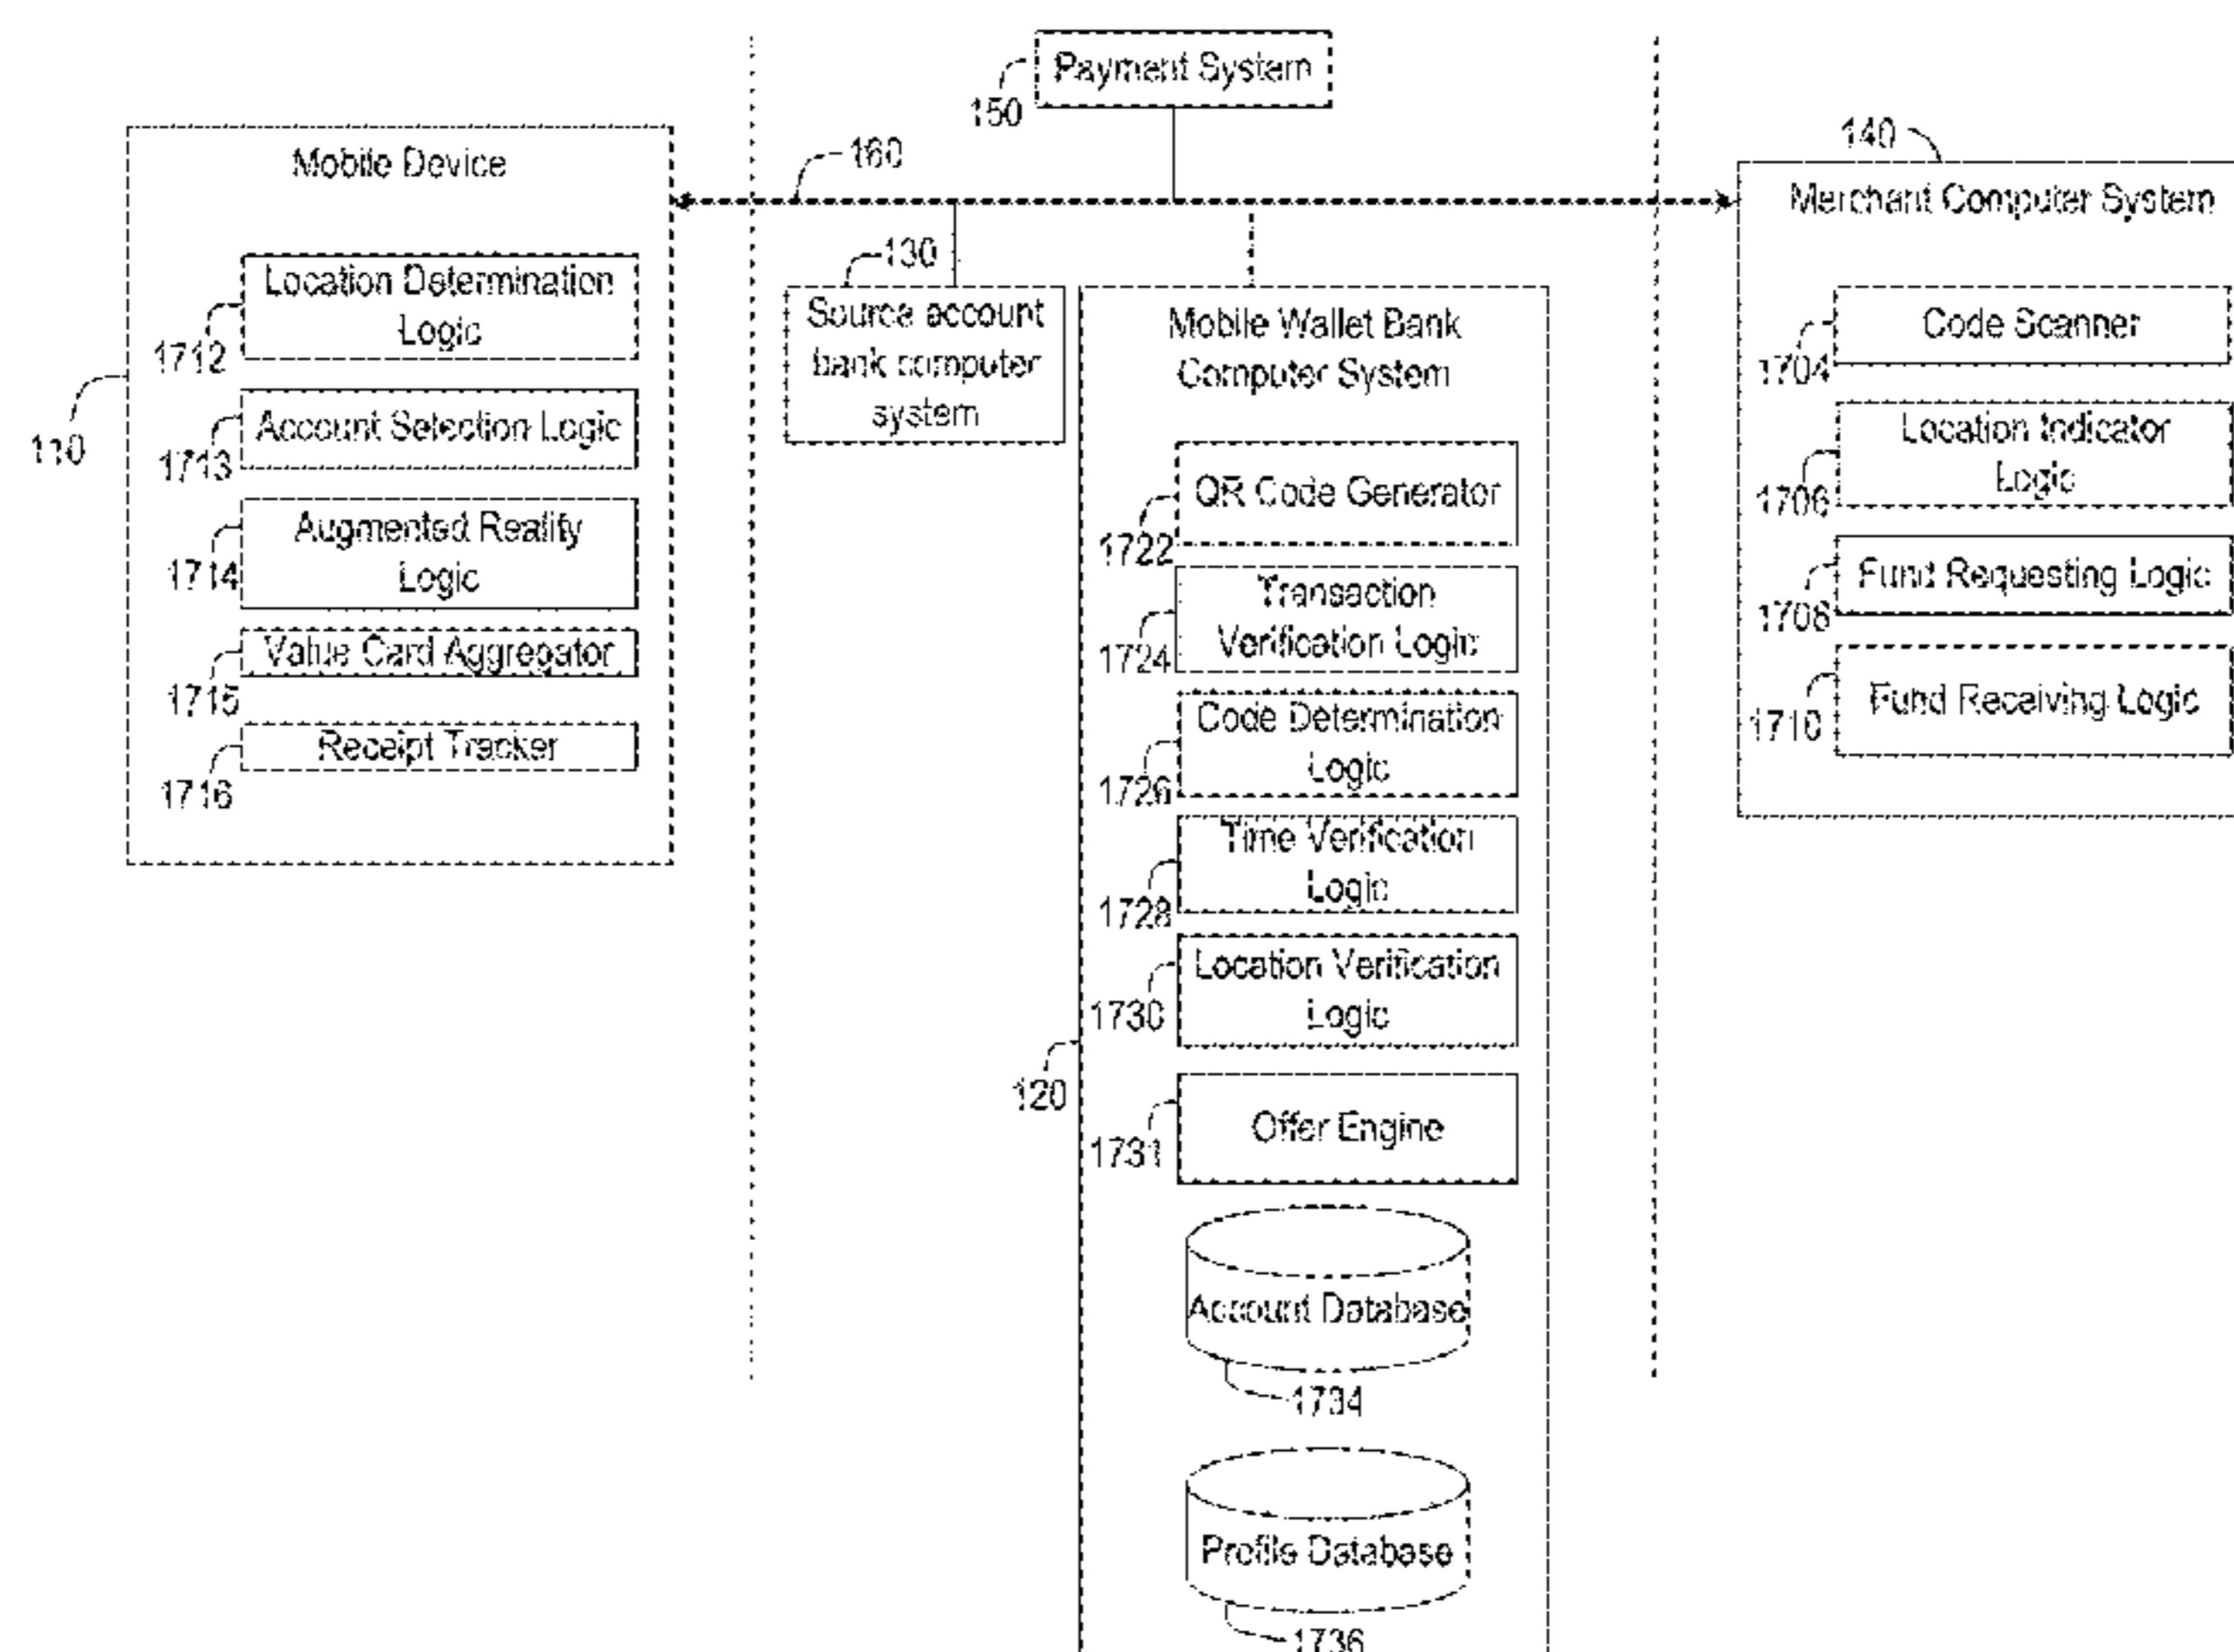 Payment System
150
160
Mobile Device
110
Location Determination
Logic
1712
Account Selection Logic
1713
Augmented Reality
Logic
1714
Value Card Aggregator
1715
Receipt Tracker
1716
130
Source account
bank computer
system
Mobile Wallet Bank
Computer System
120
QR Code Generator
1722
Transaction
Verification Logic
1724
Code Determination
Logic
1726
Time Verification
Logic
1728
Location Verification
Logic
1730
Offer Engine
1731
Account Database
1734
Profile Database
1736
140
Merchant Computer System
Code Scanner
1704
Location Indicator
Logic
1706
Fund Requesting Logic
1708
Fund Receiving Logic
1710